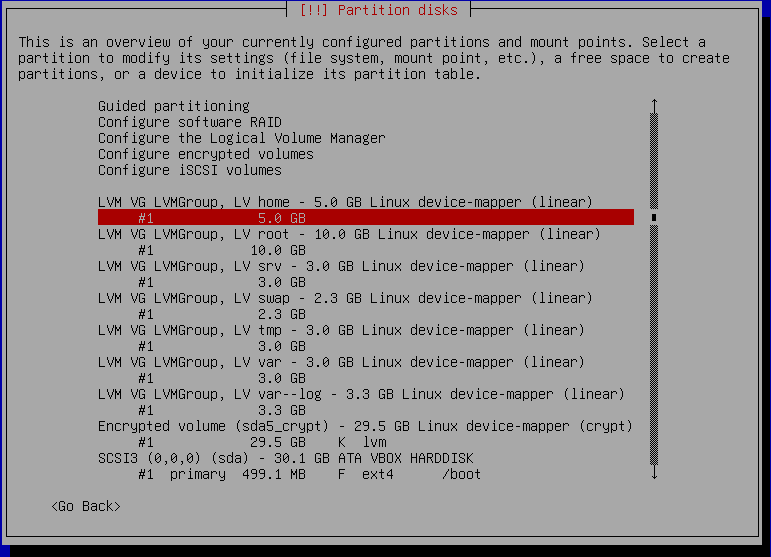 [!!] Partition disks
This is an overview of your currently configured partitions and mount points. Select a
partition to modify its settings (file system, mount point, etc.), a free space to create
partitions, or a device to initialize its partition table.
Guided partitioning
Configure software RAID
Configure the Logical Volume Manager
Configure encrypted volumes
Configure iSCSI volumes
LVM VG LVMGroup, LV home - 5.0 GB Linux device-mapper (linear)
#1 5.0 GB
LVM VG LVMGroup, LV root - 10.0 GB Linux device-mapper (linear)
#1 10.0 GB
LVM VG LVMGroup, LV srv - 3.0 GB Linux device-mapper (linear)
#1 3.0 GB
LVM VG LVMGroup, LV swap - 2.3 GB Linux device-mapper (linear)
#1 2.3 GB
LVM VG LVMGroup, LV tmp - 3.0 GB Linux device-mapper (linear)
#1 3.0 GB
LVM VG LVMGroup, LV var - 3.0 GB Linux device-mapper (linear)
#1 3.0 GB
LVM VG LVMGroup, LV var--log - 3.3 GB Linux device-mapper (linear)
#1 3.3 GB
Encrypted volume (sda5_crypt) - 29.5 GB Linux device-mapper (crypt)
#1 29.5 GB K lvm
SCSI3 (0,0,0) (sda) - 30.1 GB ATA VBOX HARDDISK
#1 primary 499.1 MB F ext4 /boot
<Go Back>